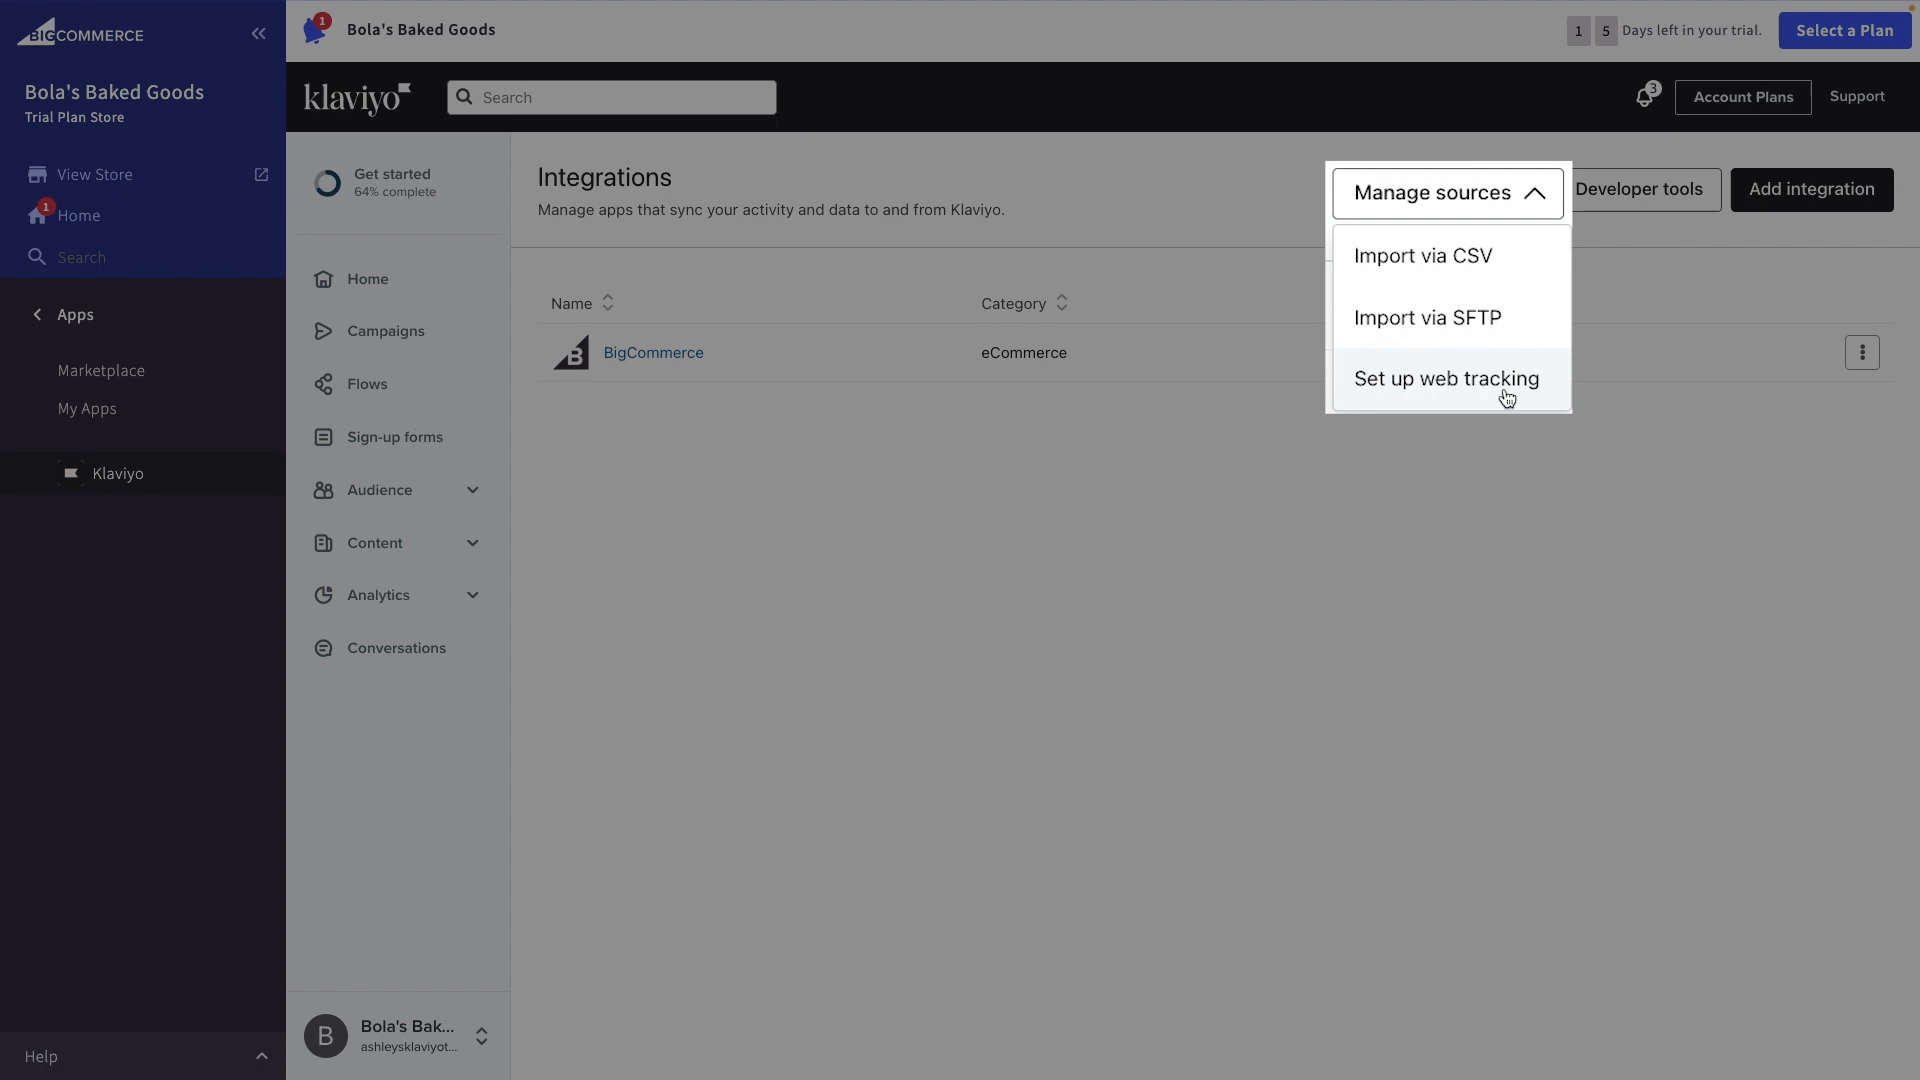 BIGCOMMERCE
Bola's Baked Goods
Trial Plan Store
View Store
1
Home
Search
Apps
Marketplace
My Apps
Klaviyo
Help
1
Bola's Baked Goods
1 5 Days left in your trial.
Select a Plan
klaviyo
Search
3
Account Plans
Support
Get started
64% complete
Home
Campaigns
Flows
Sign-up forms
Audience
Content
Analytics
Conversations
B
Bola's Bak...
ashleysklaviyot...
Integrations
Manage apps that sync your activity and data to and from Klaviyo.
Manage sources
Developer tools
Add integration
Import via CSV
Import via SFTP
Set up web tracking
Name
Category
B
BigCommerce
eCommerce